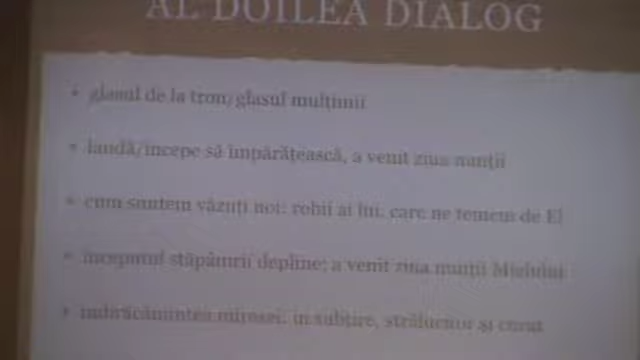 AL DOILEA DIALOG
glasul de la tron/glasul mulțimii
laudă/începe să împărățească, a venit ziua nunții
cum suntem văzuți noi: robii ai lui, care ne temem de El
începutul stăpânirii depline; a venit ziua nunții Mielului
îmbrăcămintea miresei: in subțire, strălucitor și curat